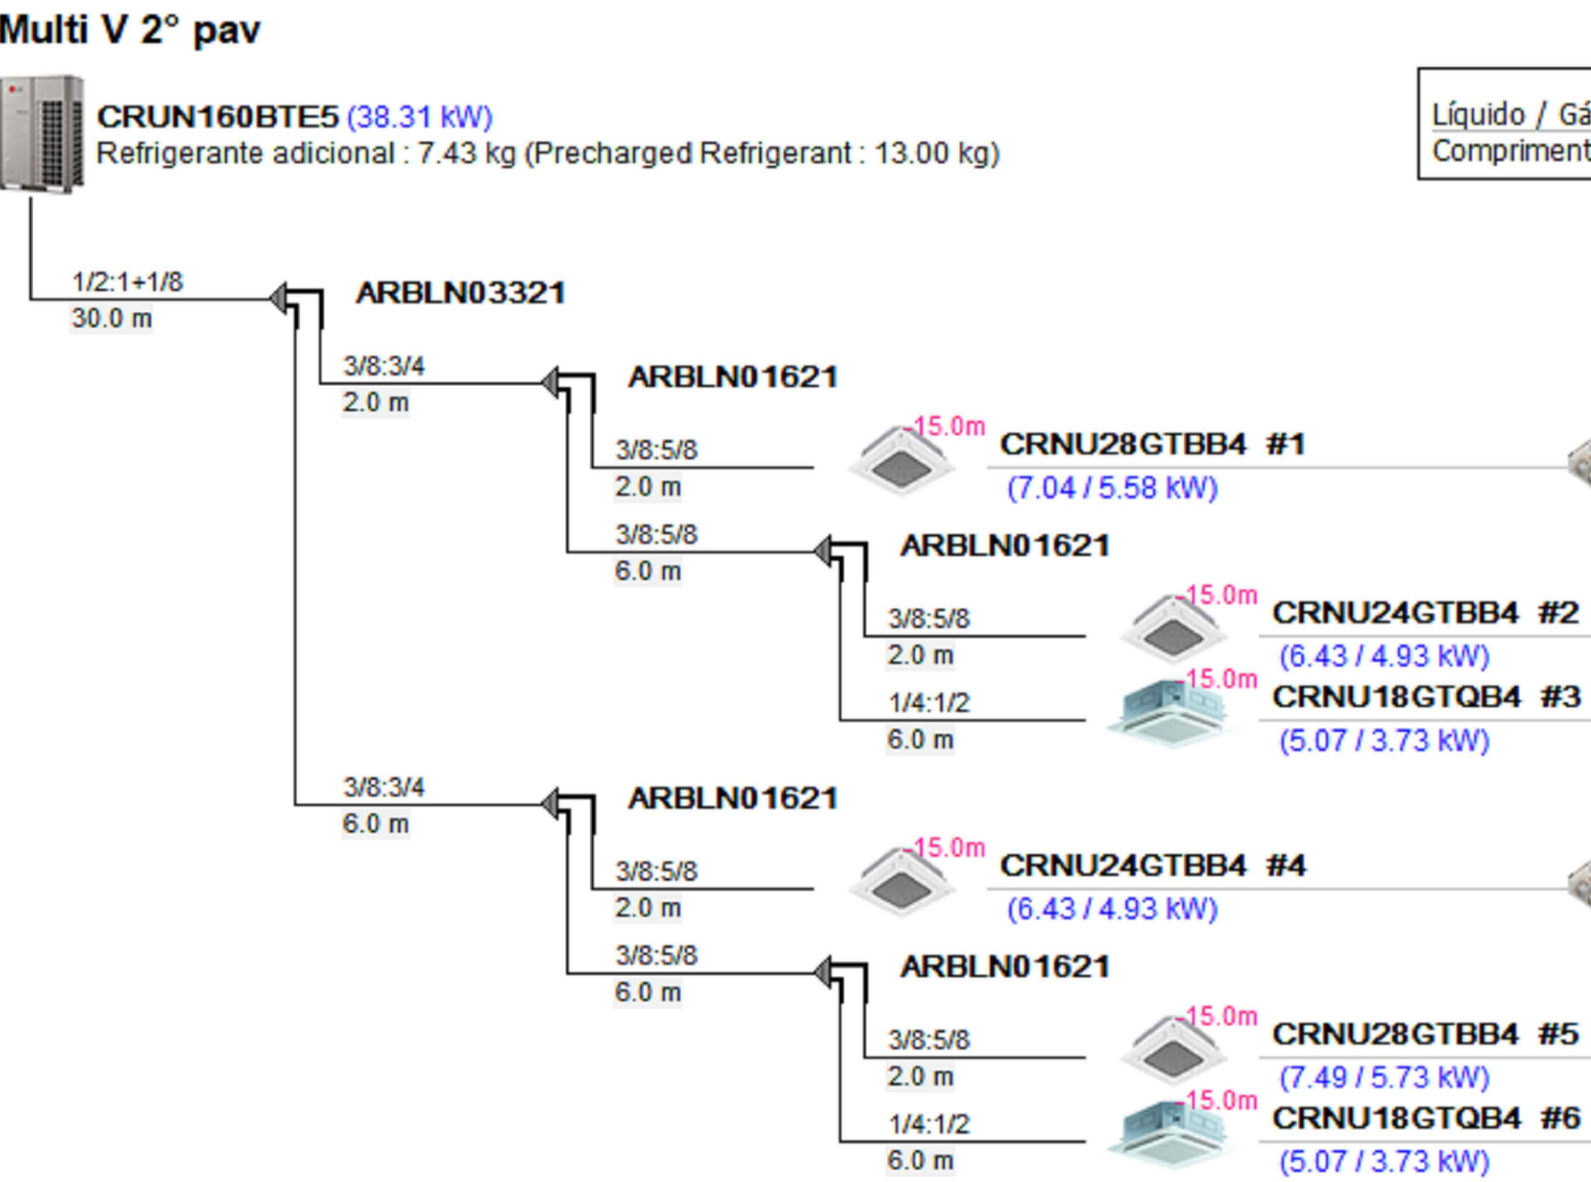 Multi V 2° pav
CRUN160BTE5 (38.31 kW)
Refrigerante adicional : 7.43 kg (Precharged Refrigerant : 13.00 kg)
Líquido / Gá
Compriment
1/2:1+1/8
30.0 m
ARBLN03321
3/8:3/4
2.0 m
ARBLN01621
3/8:5/8
2.0 m
-15.0m
CRNU28GTBB4 #1
(7.04 / 5.58 kW)
3/8:5/8
6.0 m
ARBLN01621
3/8:5/8
2.0 m
-15.0m
CRNU24GTBB4 #2
(6.43 / 4.93 kW)
1/4:1/2
6.0 m
-15.0m
CRNU18GTQB4 #3
(5.07 / 3.73 kW)
3/8:3/4
6.0 m
ARBLN01621
3/8:5/8
2.0 m
-15.0m
CRNU24GTBB4 #4
(6.43 / 4.93 kW)
3/8:5/8
6.0 m
ARBLN01621
3/8:5/8
2.0 m
-15.0m
CRNU28GTBB4 #5
(7.49 / 5.73 kW)
1/4:1/2
6.0 m
-15.0m
CRNU18GTQB4 #6
(5.07 / 3.73 kW)